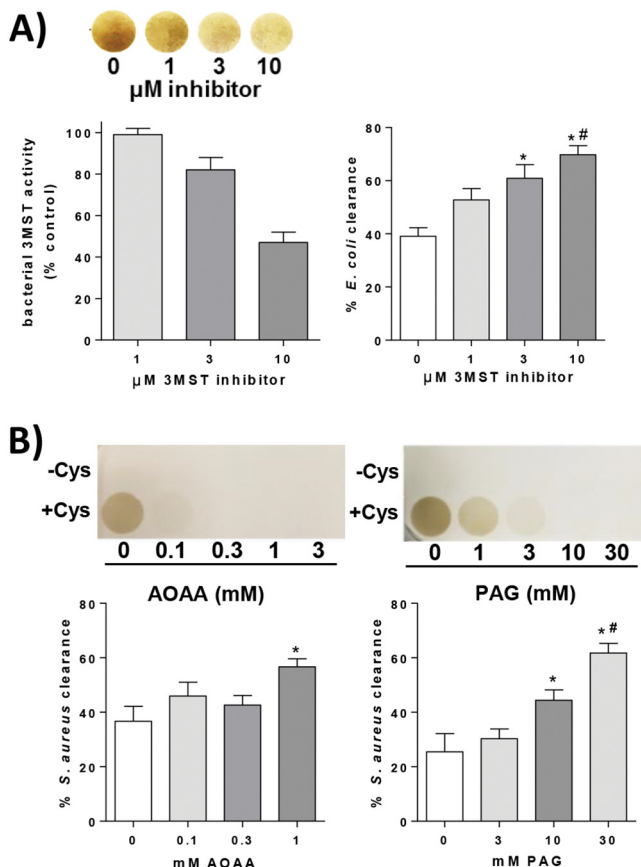 A)
0 1 3 10
μM inhibitor
bacterial 3MST activity
(% control)
100
80
60
40
20
0
1 3 10
μM 3MST inhibitor
% E. coli clearance
80
60
40
20
0
* * #
0 1 3 10
μM 3MST inhibitor
B)
-Cys
+Cys
0 0.1 0.3 1 3
AOAA (mM)
-Cys
+Cys
0 1 3 10 30
PAG (mM)
% S. aureus clearance
80
60
40
20
0
*
0 0.1 0.3 1
mM AOAA
% S. aureus clearance
80
60
40
20
0
* * #
0 3 10 30
mM PAG